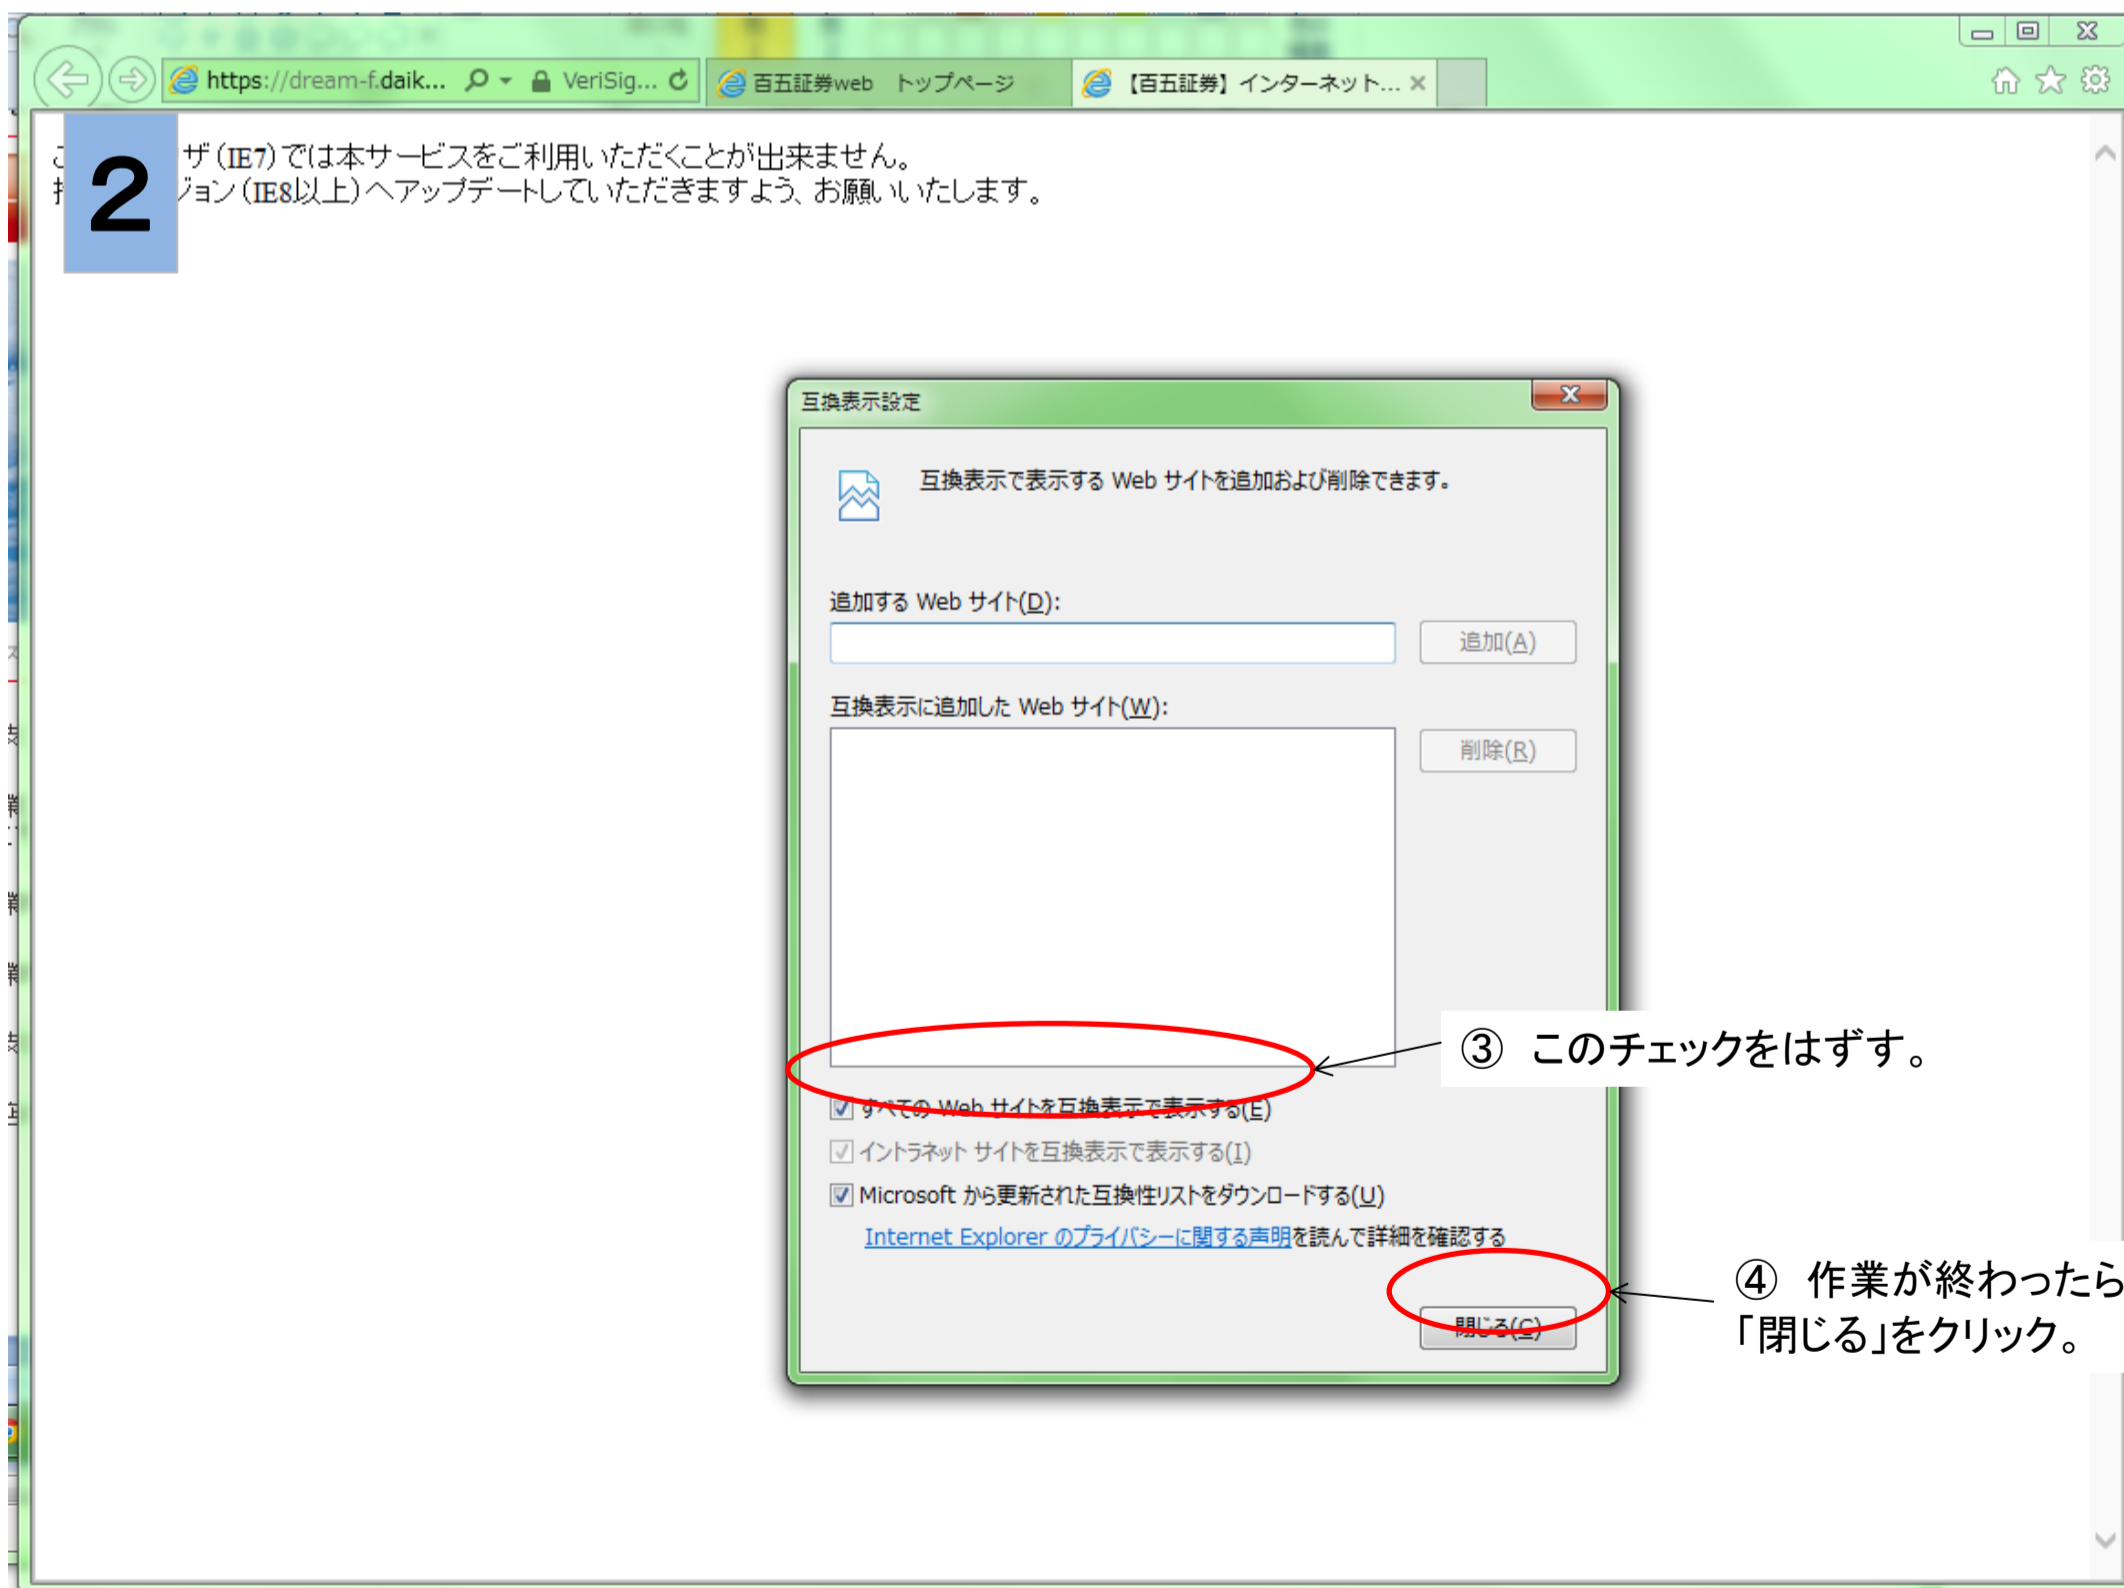 https://dream-f.daik... VeriSig... 百五証券web トップページ 【百五証券】インターネット...
2
ザ(IE7)では本サービスをご利用いただくことが出来ません。
ジョン(IE8以上)へアップデートしていただきますよう、お願いいたします。
互換表示設定
互換表示で表示する Web サイトを追加および削除できます。
追加する Web サイト(D):
追加(A)
互換表示に追加した Web サイト(W):
削除(R)
③ このチェックをはずす。
すべての Web サイトを互換表示で表示する(E)
イントラネット サイトを互換表示で表示する(I)
Microsoft から更新された互換性リストをダウンロードする(U)
Internet Explorer のプライバシーに関する声明を読んで詳細を確認する
④ 作業が終わったら
「閉じる」をクリック。
閉じる(C)